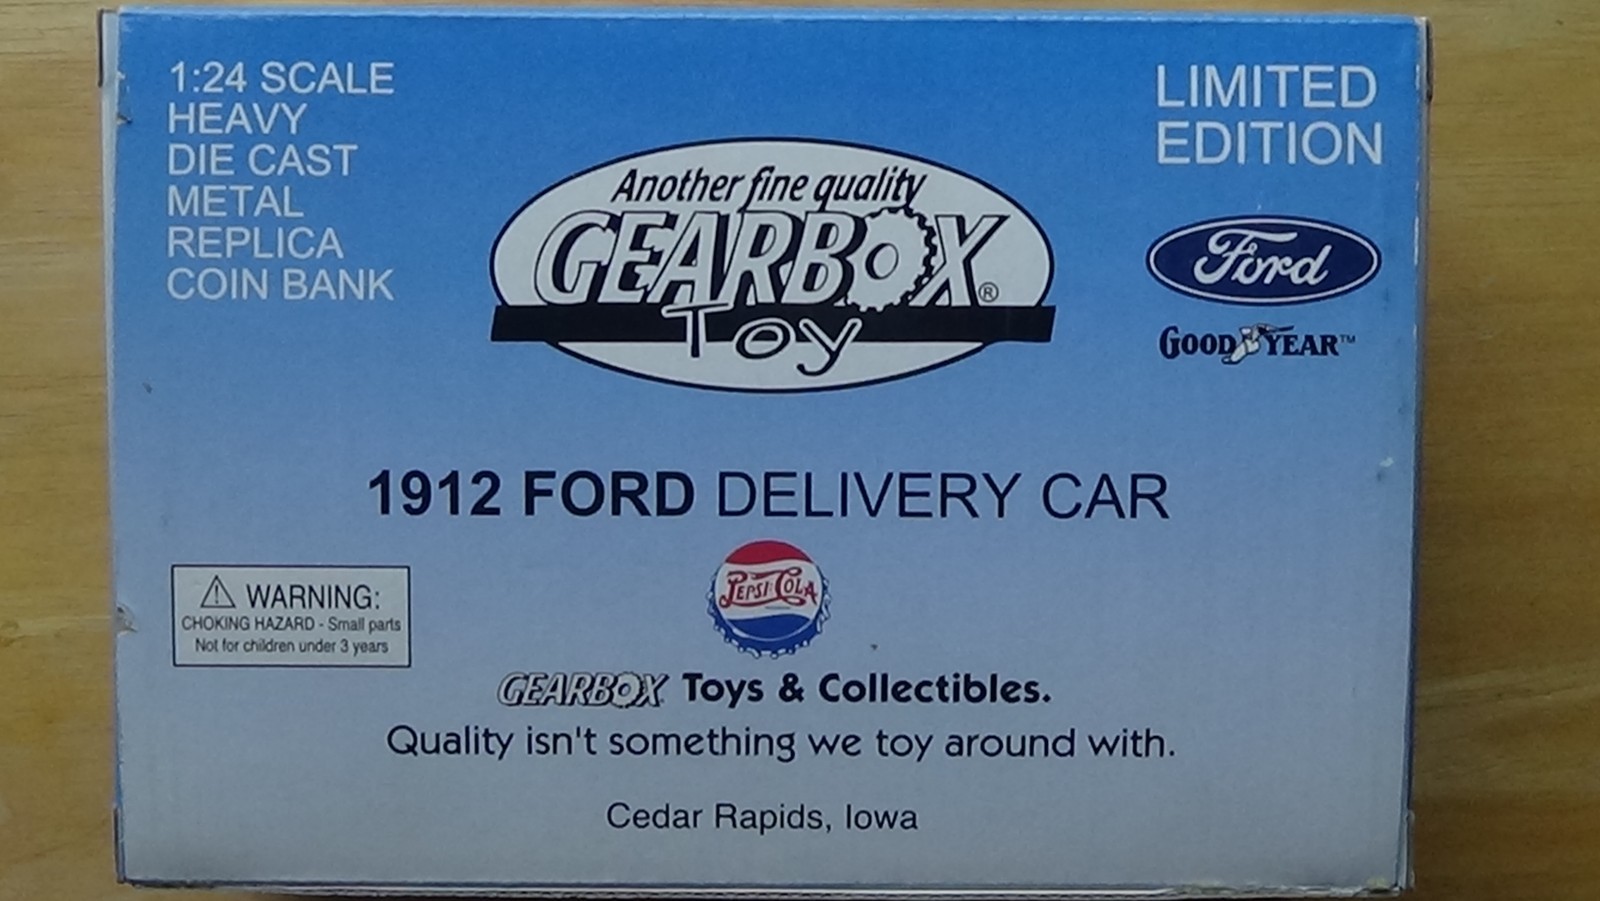 1:24 SCALE
HEAVY
DIE CAST
METAL
REPLICA
COIN BANK
Another fine quality
GEARBOX®
Toy
LIMITED
EDITION
Ford
GOODYEAR™
1912 FORD DELIVERY CAR
PEPSI-COLA
⚠ WARNING:
CHOKING HAZARD - Small parts
Not for children under 3 years
GEARBOX Toys & Collectibles.
Quality isn't something we toy around with.
Cedar Rapids, Iowa